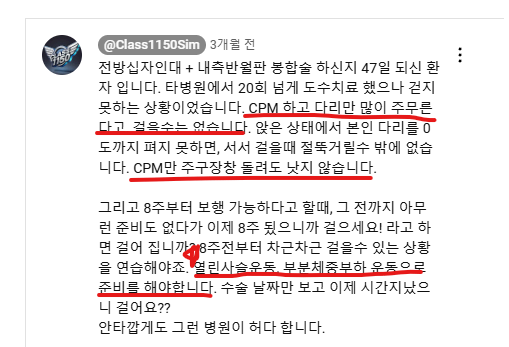 @Class1150Sim 3개월 전
전방십자인대 + 내측반월판 봉합술 하신지 47일 되신 환
자 입니다. 타병원에서 20회 넘게 도수치료 했으나 걷지
못하는 상황이었습니다. CPM 하고 다리만 많이 주무른
다고 걸을수는 없습니다. 앉은 상태에서 본인 다리를 0
도까지 펴지 못하면, 서서 걸을때 절뚝거릴수 밖에 없습니
다. CPM만 주구장창 돌려도 낫지 않습니다.
그리고 8주부터 보행 가능하다고 할때, 그 전까지 아무
런 준비도 없다가 이제 8주 됬으니까 걸으세요! 라고 하
면 걸어 집니까? 8주전부터 차근차근 걸을수 있는 상황
을 연습해야죠. 열린사슬운동, 부분체중부하 운동으로
준비를 해야합니다. 수술 날짜만 보고 이제 시간지났으
니 걸어요??
안타깝게도 그런 병원이 허다 합니다.